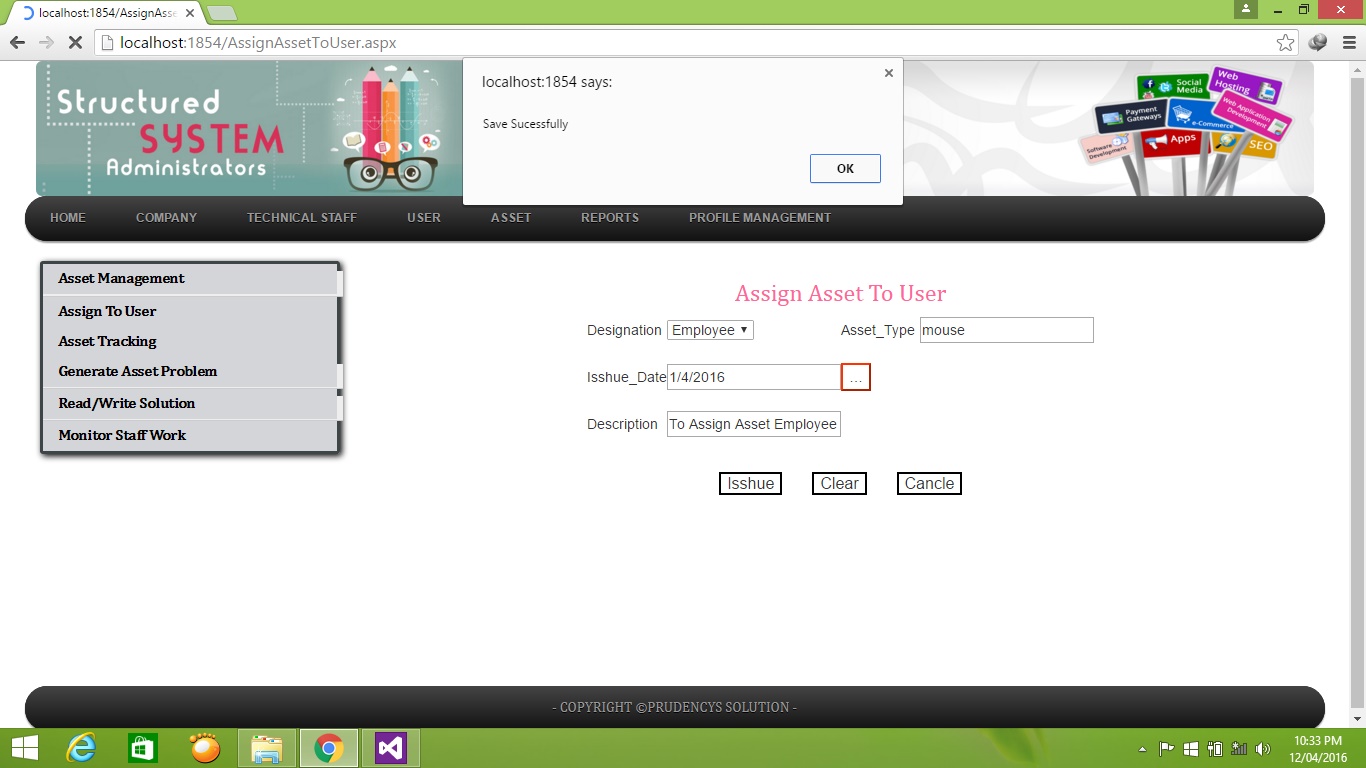 localhost:1854/AssignAsse
localhost:1854/AssignAssetToUser.aspx
Structured
SYSTEM
Administrators
localhost:1854 says:
Save Sucessfully
OK
Social
Media
Web
Hosting
Payment
Gateways
e-Commerce
Web Application
Development
Software
Development
Apps
SEO
HOME COMPANY TECHNICAL STAFF USER ASSET REPORTS PROFILE MANAGEMENT
Asset Management
Assign To User
Asset Tracking
Generate Asset Problem
Read/Write Solution
Monitor Staff Work
Assign Asset To User
Designation Employee Asset_Type mouse
Isshue_Date 1/4/2016 ...
Description To Assign Asset Employee
Isshue Clear Cancle
- COPYRIGHT ©PRUDENCYS SOLUTION -
10:33 PM
12/04/2016